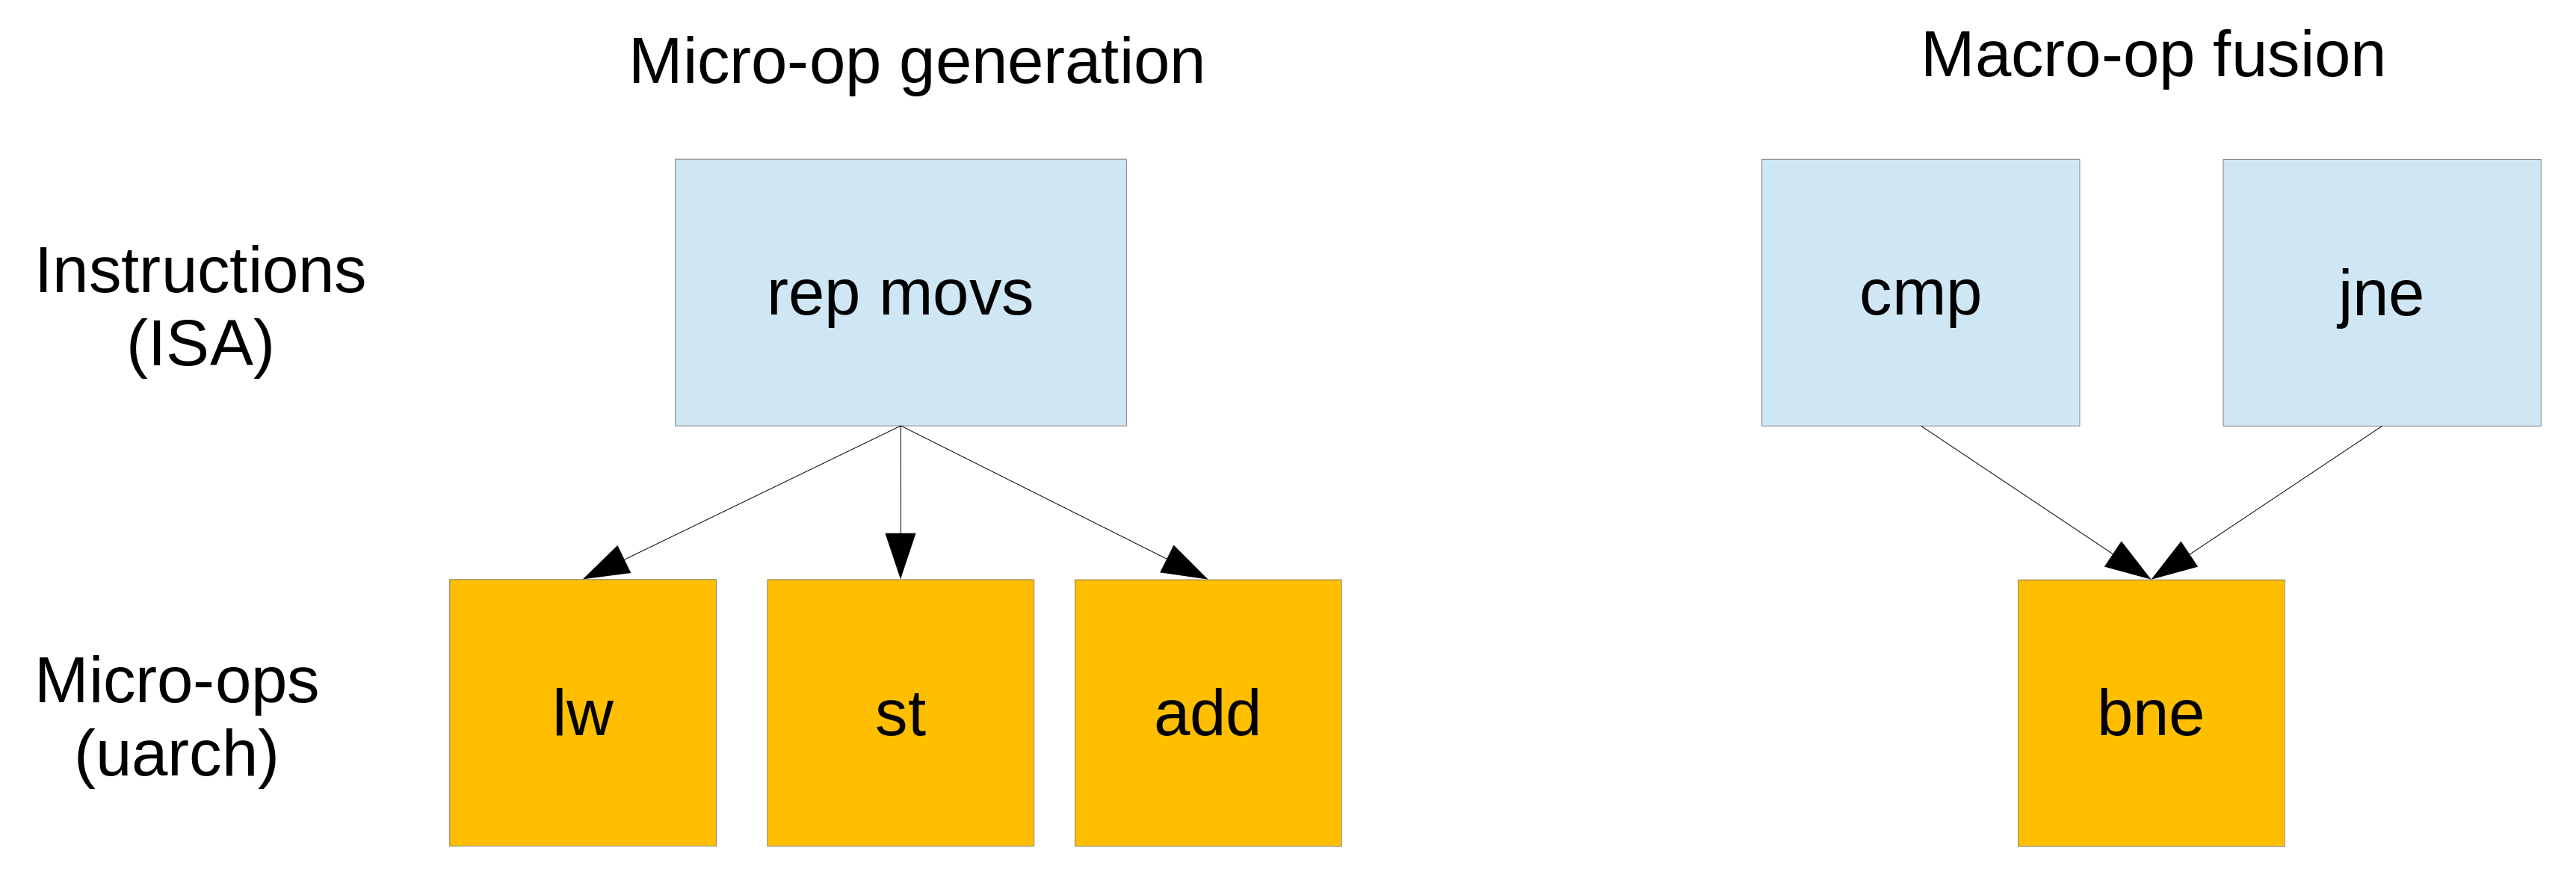 Micro-op generation
Macro-op fusion
Instructions
(ISA)
rep movs
cmp
jne
Micro-ops
(uarch)
lw
st
add
bne